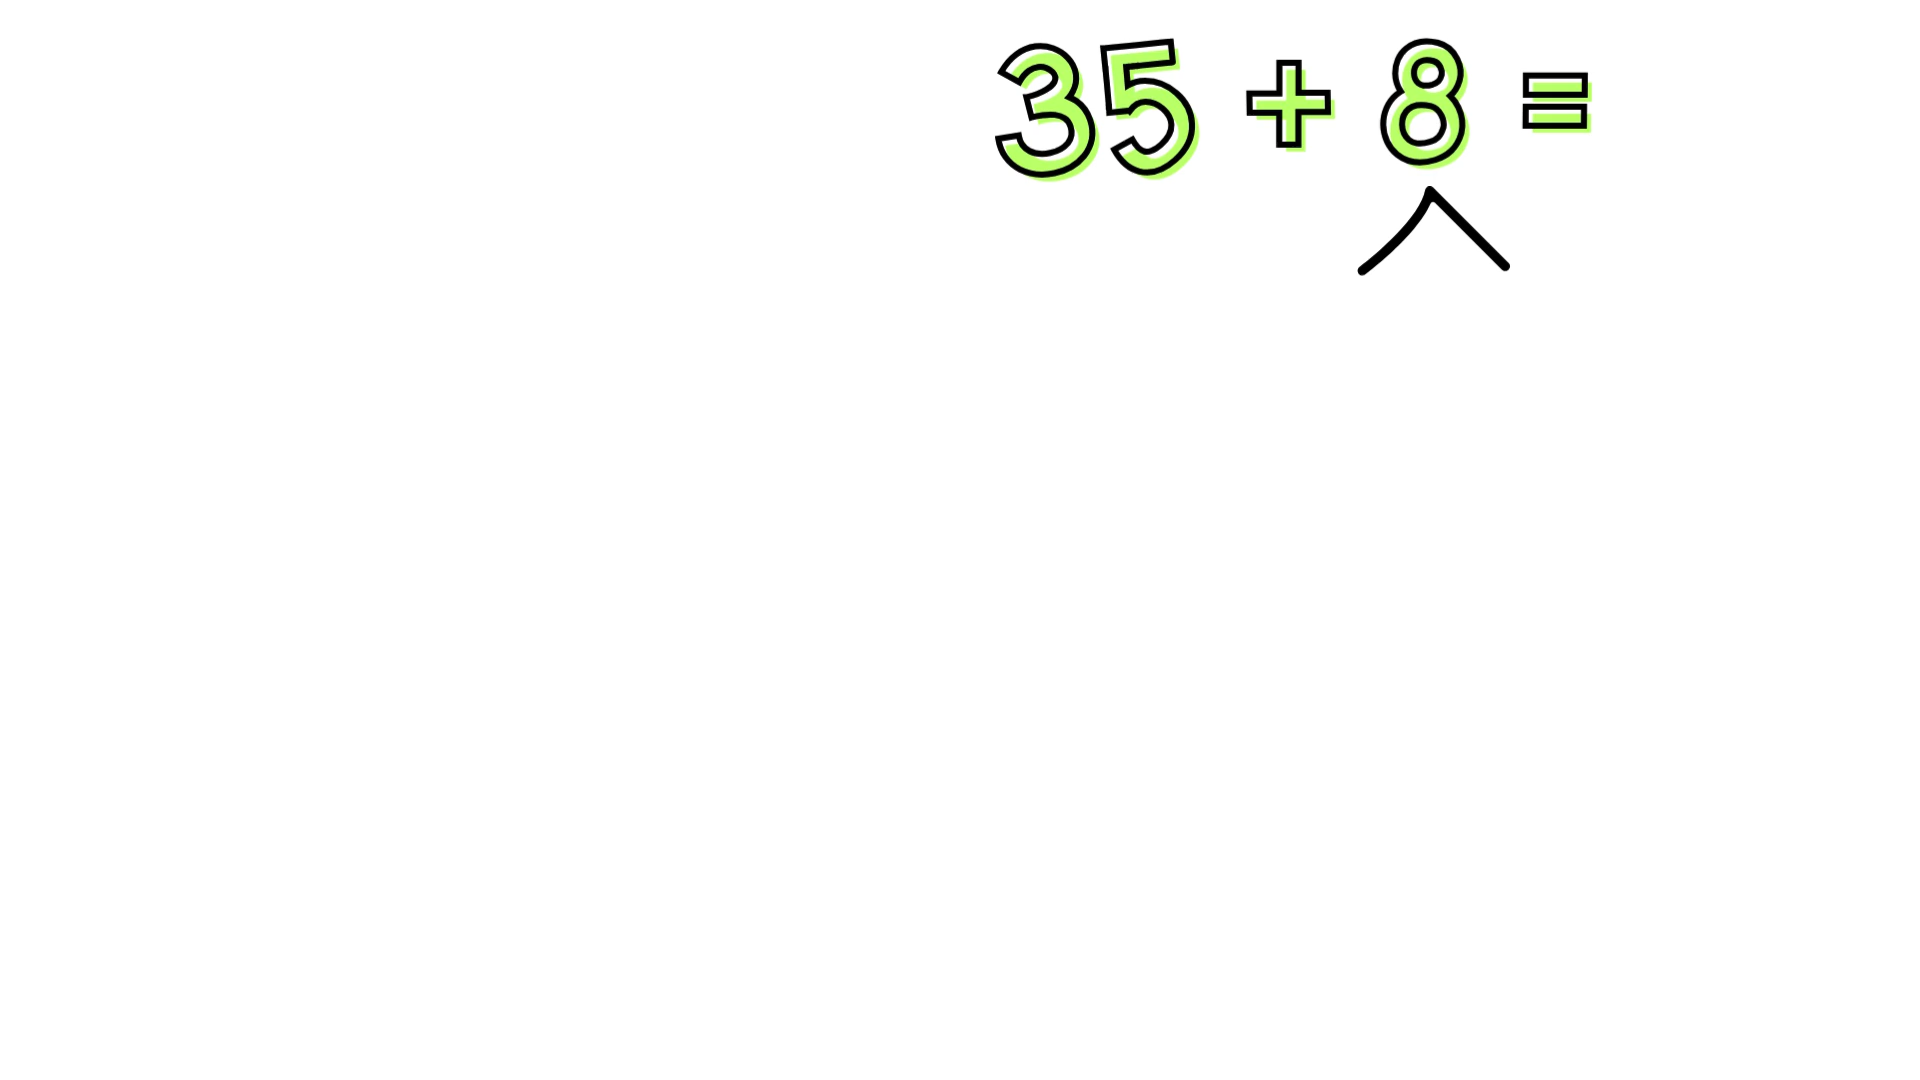 35 + 8 =